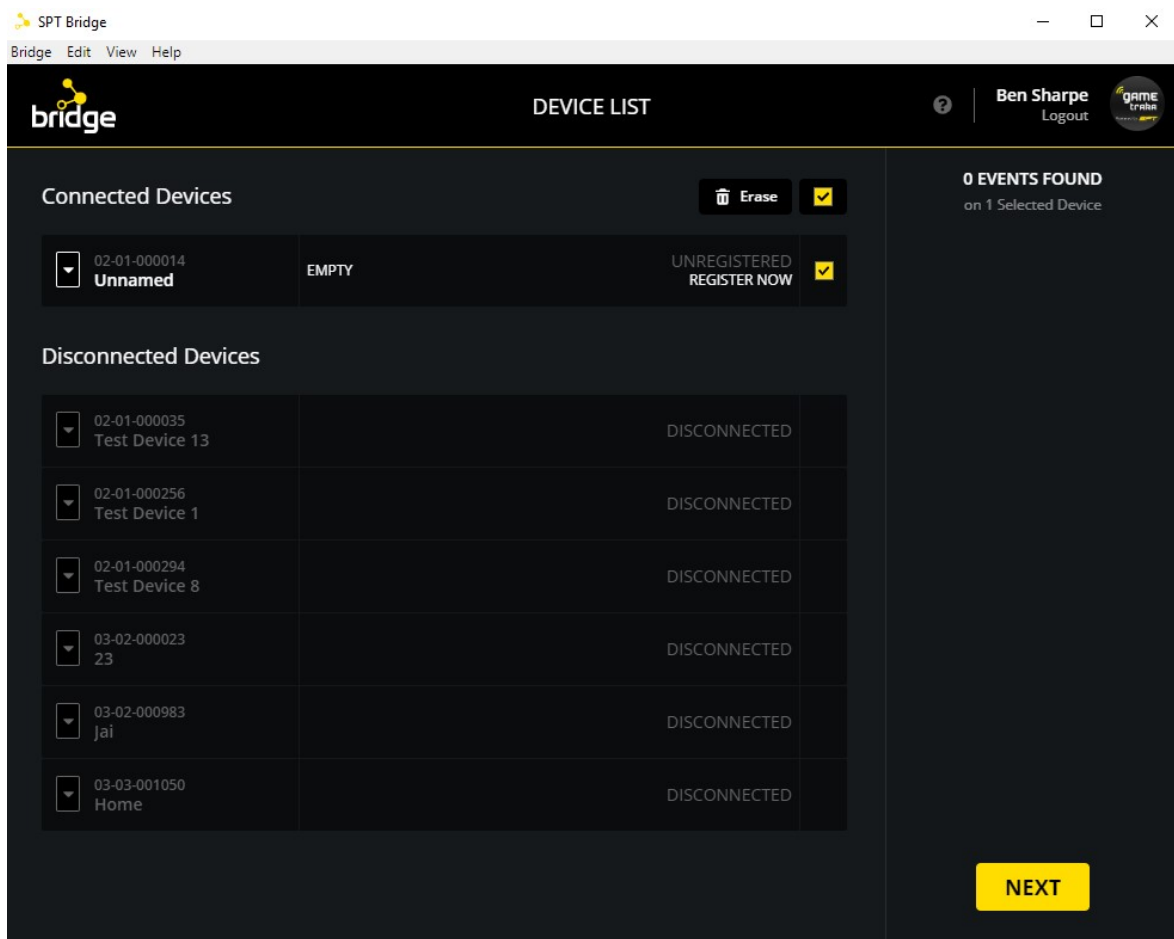 SPT Bridge
Bridge Edit View Help
bridge
DEVICE LIST
Ben Sharpe
Logout
GAME
traka
Connected Devices
Erase
0 EVENTS FOUND
on 1 Selected Device
02-01-000014
Unnamed
EMPTY
UNREGISTERED
REGISTER NOW
Disconnected Devices
02-01-000035
Test Device 13
DISCONNECTED
02-01-000256
Test Device 1
DISCONNECTED
02-01-000294
Test Device 8
DISCONNECTED
03-02-000023
23
DISCONNECTED
03-02-000983
Jai
DISCONNECTED
03-03-001050
Home
DISCONNECTED
NEXT